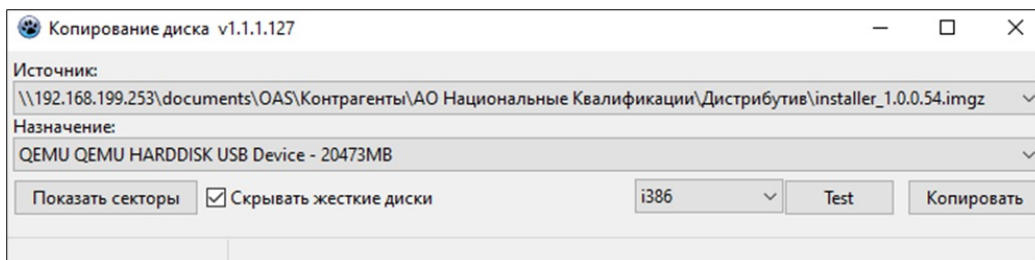 Копирование диска v1.1.1.127
Источник:
\\192.168.199.253\documents\OAS\Контрагенты\АО Национальные Квалификации\Дистрибутив\installer_1.0.0.54.imgz
Назначение:
QEMU QEMU HARDDISK USB Device - 20473MB
Показать секторы Скрывать жесткие диски i386 Test Копировать